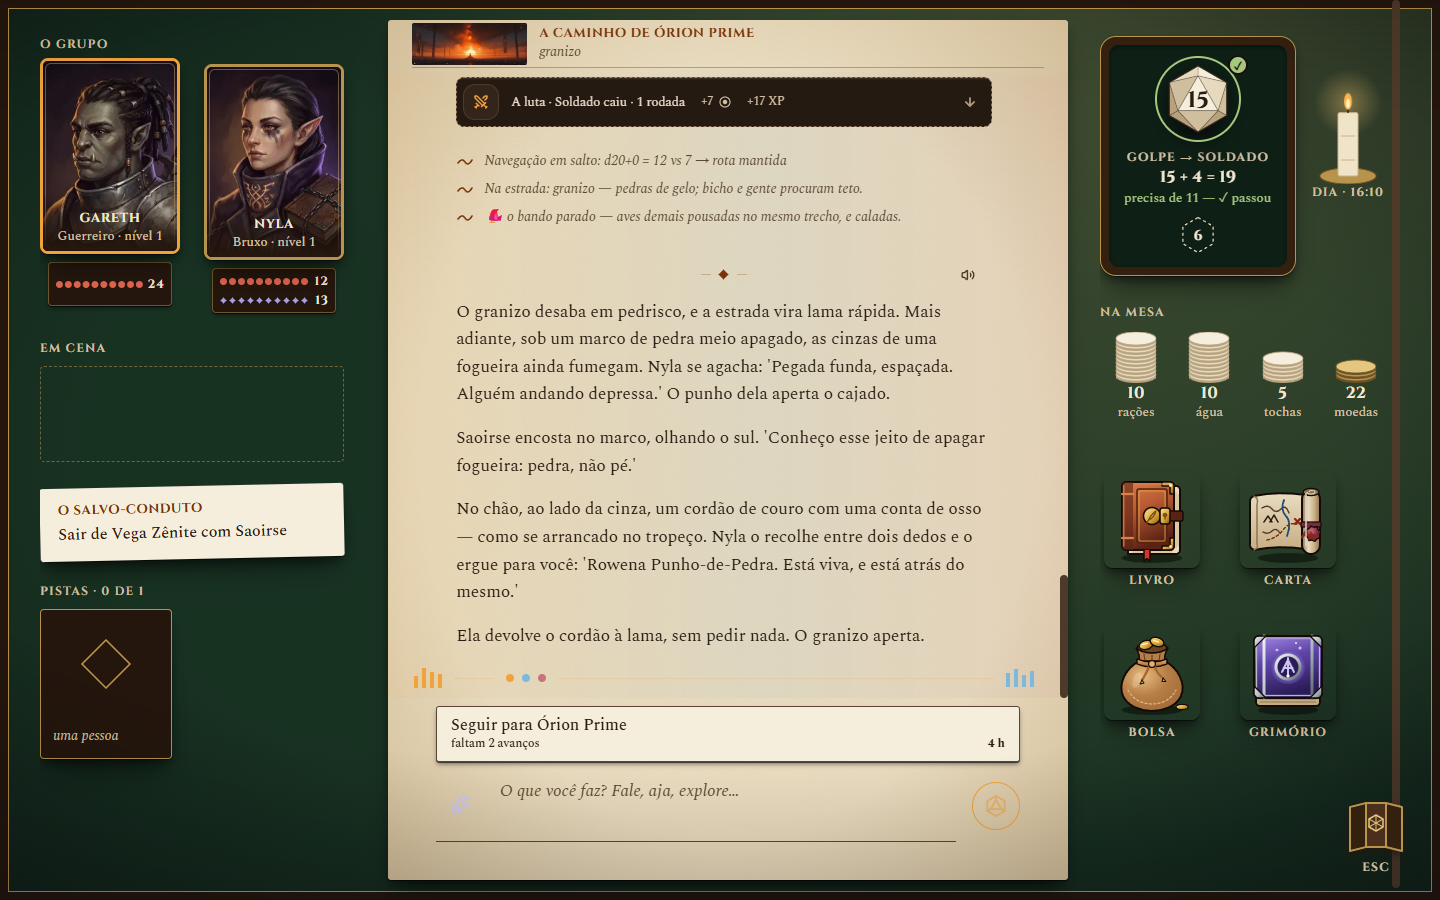 O GRUPO
GARETH
Guerreiro · nível 1
24
NYLA
Bruxo · nível 1
12
13
EM CENA
O SALVO-CONDUTO
Sair de Vega Zênite com Saoirse
PISTAS · 0 DE 1
uma pessoa
A CAMINHO DE ÓRION PRIME
granizo
A luta · Soldado caiu · 1 rodada +7 +17 XP
Navegação em salto: d20+0 = 12 vs 7 → rota mantida
Na estrada: granizo — pedras de gelo; bicho e gente procuram teto.
o bando parado — aves demais pousadas no mesmo trecho, e caladas.
O granizo desaba em pedrisco, e a estrada vira lama rápida. Mais
adiante, sob um marco de pedra meio apagado, as cinzas de uma
fogueira ainda fumegam. Nyla se agacha: 'Pegada funda, espaçada.
Alguém andando depressa.' O punho dela aperta o cajado.
Saoirse encosta no marco, olhando o sul. 'Conheço esse jeito de apagar
fogueira: pedra, não pé.'
No chão, ao lado da cinza, um cordão de couro com uma conta de osso
— como se arrancado no tropeço. Nyla o recolhe entre dois dedos e o
ergue para você: 'Rowena Punho-de-Pedra. Está viva, e está atrás do
mesmo.'
Ela devolve o cordão à lama, sem pedir nada. O granizo aperta.
Seguir para Órion Prime
faltam 2 avanços
4 h
O que você faz? Fale, aja, explore...
15
GOLPE → SOLDADO
15 + 4 = 19
precisa de 11 — ✓ passou
6
DIA · 16:10
NA MESA
10
rações
10
água
5
tochas
22
moedas
LIVRO
CARTA
BOLSA
GRIMÓRIO
ESC